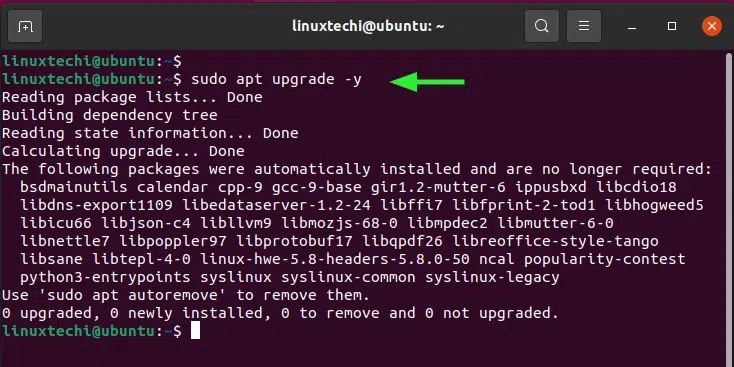 linuxtechi@ubuntu: ~
linuxtechi@ubuntu:~$
linuxtechi@ubuntu:~$ sudo apt upgrade -y
Reading package lists... Done
Building dependency tree
Reading state information... Done
Calculating upgrade... Done
The following packages were automatically installed and are no longer required:
bsdmainutils calendar cpp-9 gcc-9-base gir1.2-mutter-6 ippusbxd libcdio18
libdns-export1109 libedataserver-1.2-24 libffi7 libfprint-2-tod1 libhogweed5
libicu66 libjson-c4 libllvm9 libmozjs-68-0 libmpdec2 libmutter-6-0
libnettle7 libpoppler97 libprotobuf17 libqpdf26 libreoffice-style-tango
libsane libtepl-4-0 linux-hwe-5.8-headers-5.8.0-50 ncal popularity-contest
python3-entrypoints syslinux syslinux-common syslinux-legacy
Use 'sudo apt autoremove' to remove them.
0 upgraded, 0 newly installed, 0 to remove and 0 not upgraded.
linuxtechi@ubuntu:~$